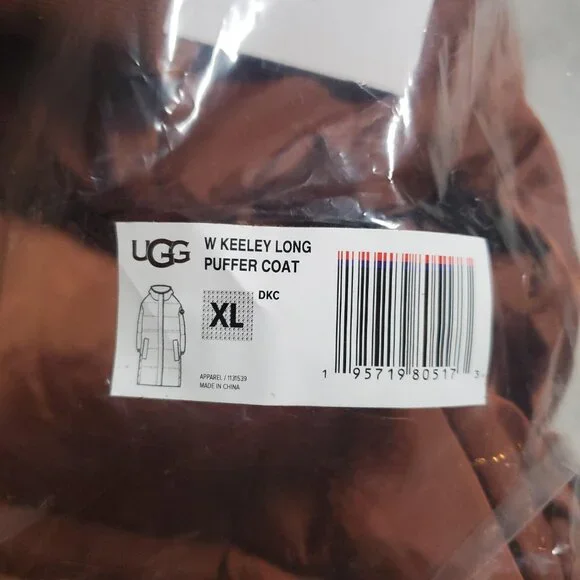 UGG
W KEELEY LONG
PUFFER COAT
XL
DKC
APPAREL / 1131539
MADE IN CHINA
1 95719 80517 3